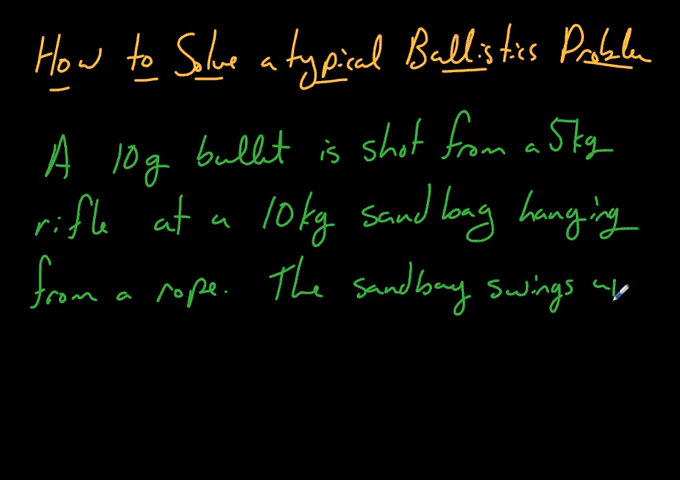 How to Solve a typical Ballistics Problem
A 10g bullet is shot from a 5kg
rifle at a 10kg sandbag hanging
from a rope. The sandbag swings